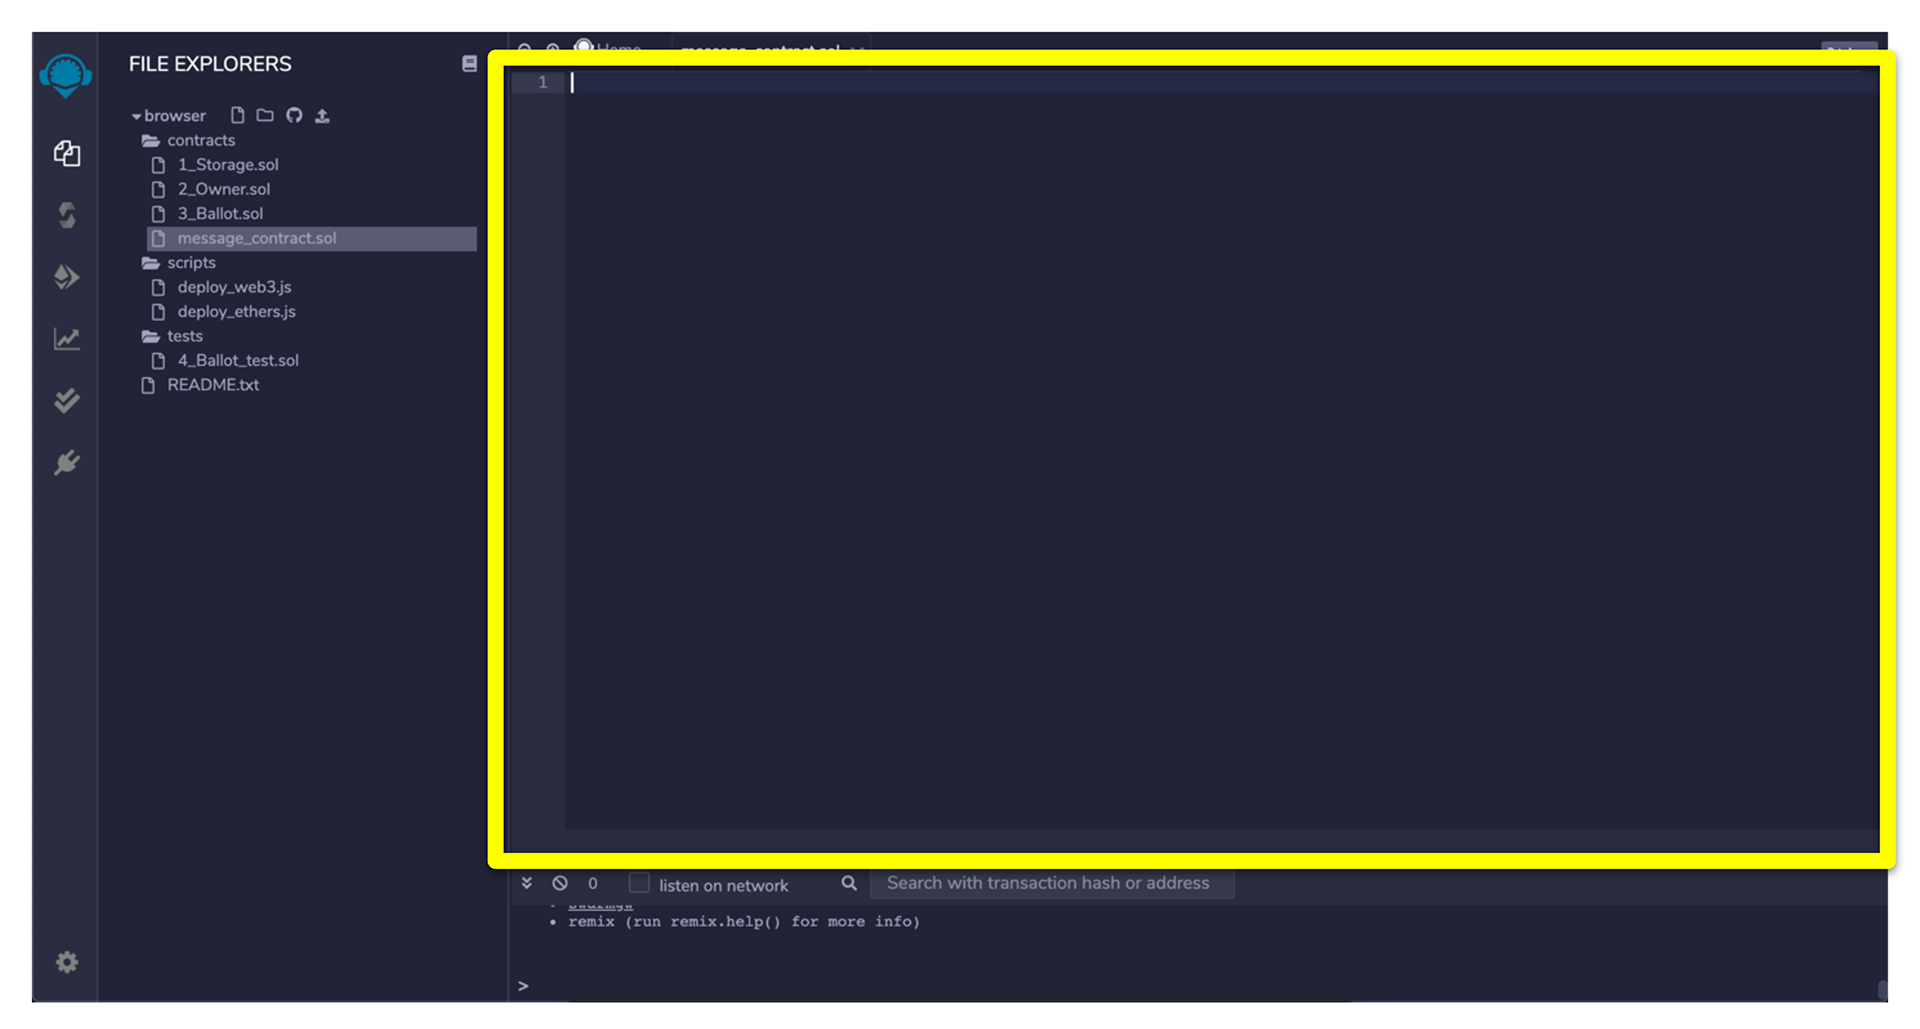 FILE EXPLORERS
browser
contracts
1_Storage.sol
2_Owner.sol
3_Ballot.sol
message_contract.sol
scripts
deploy_web3.js
deploy_ethers.js
tests
4_Ballot_test.sol
README.txt
Home
message_contract.sol
1
0
listen on network
Search with transaction hash or address
remix (run remix.help() for more info)
>